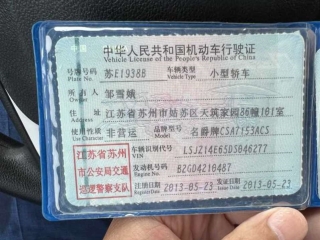 中华人民共和国机动车行驶证
Vehicle License of the People's Republic of China
号牌号码 苏E1938B 车辆类型 小型轿车
Plate No. Vehicle Type
所有人 邹雪娥
Owner
住址 江苏省苏州市姑苏区天筑家园86幢101室
Address
使用性质 非营运 品牌型号 名爵牌CSA7153ACS
Use Character Model
江苏省苏州
市公安局交通
巡逻警察支队
车辆识别代号 LSJZ14E65DS046277
VIN
发动机号码 B2GD4210487
Engine No.
注册日期 2013-05-23 发证日期 2013-05-23
Register Date Issue Date